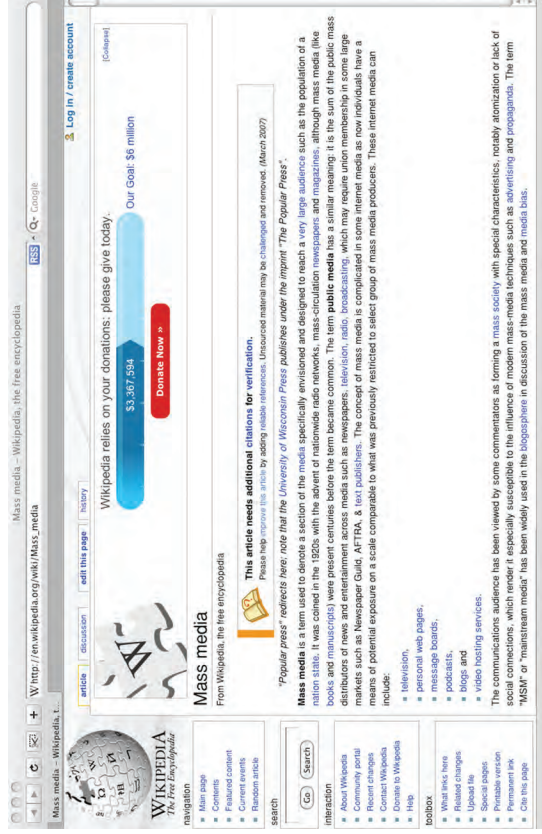 Mass media – Wikipedia, the free encyclopedia
W http://en.wikipedia.org/wiki/Mass_media
RSS
Google
Mass media – Wikipedia, t...
Log in / create account
article
discussion
edit this page
history
Wikipedia relies on your donations: please give today.
[Collapse]
$3,367,594
Our Goal: $6 million
Donate Now »
W
WIKIPEDIA
The Free Encyclopedia
navigation
Main page
Contents
Featured content
Current events
Random article
search
Go
Search
interaction
About Wikipedia
Community portal
Recent changes
Contact Wikipedia
Donate to Wikipedia
Help
toolbox
What links here
Related changes
Upload file
Special pages
Printable version
Permanent link
Cite this page
Mass media
From Wikipedia, the free encyclopedia
This article needs additional citations for verification.
Please help improve this article by adding reliable references. Unsourced material may be challenged and removed. (March 2007)
"Popular press" redirects here; note that the University of Wisconsin Press publishes under the imprint "The Popular Press".
Mass media is a term used to denote a section of the media specifically envisioned and designed to reach a very large audience such as the population of a
nation state. It was coined in the 1920s with the advent of nationwide radio networks, mass-circulation newspapers and magazines, although mass media (like
books and manuscripts) were present centuries before the term became common. The term public media has a similar meaning: it is the sum of the public mass
distributors of news and entertainment across media such as newspapers, television, radio, broadcasting, which may require union membership in some large
markets such as Newspaper Guild, AFTRA, & text publishers. The concept of mass media is complicated in some internet media as now individuals have a
means of potential exposure on a scale comparable to what was previously restricted to select group of mass media producers. These internet media can
include:
television,
personal web pages,
message boards,
podcasts,
blogs and
video hosting services.
The communications audience has been viewed by some commentators as forming a mass society with special characteristics, notably atomization or lack of
social connections, which render it especially susceptible to the influence of modern mass-media techniques such as advertising and propaganda. The term
"MSM" or "mainstream media" has been widely used in the blogosphere in discussion of the mass media and media bias.